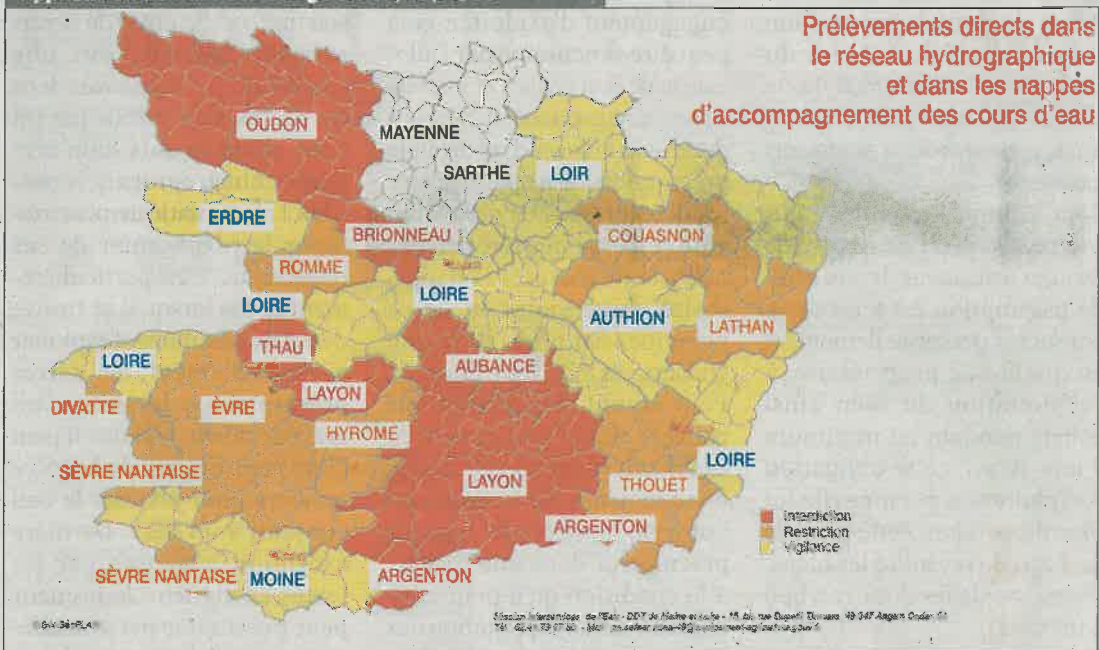 Prélèvements directs dans
le réseau hydrographique
et dans les nappes
d'accompagnement des cours d'eau
OUDON
MAYENNE
SARTHE
LOIR
ERDRE
BRIONNEAU
COUASNON
ROMME
LOIRE
LOIRE
AUTHION
LATHAN
THAU
LOIRE
AUBANCE
LAYON
DIVATTE
ÈVRE
HYROME
SÈVRE NANTAISE
LOIRE
LAYON
THOUET
ARGENTON
Interdiction
Restriction
Vigilance
SÈVRE NANTAISE
MOINE
ARGENTON